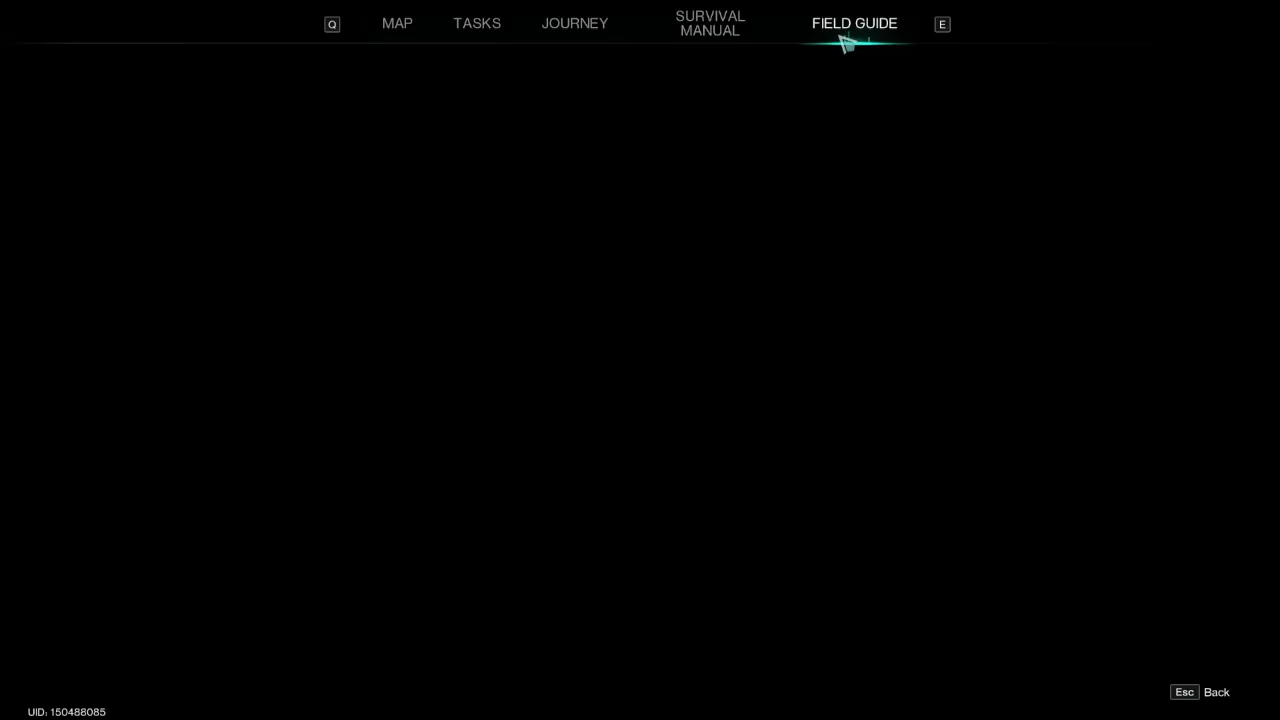 Q MAP TASKS JOURNEY SURVIVAL MANUAL FIELD GUIDE E
Esc Back
UID: 150488085